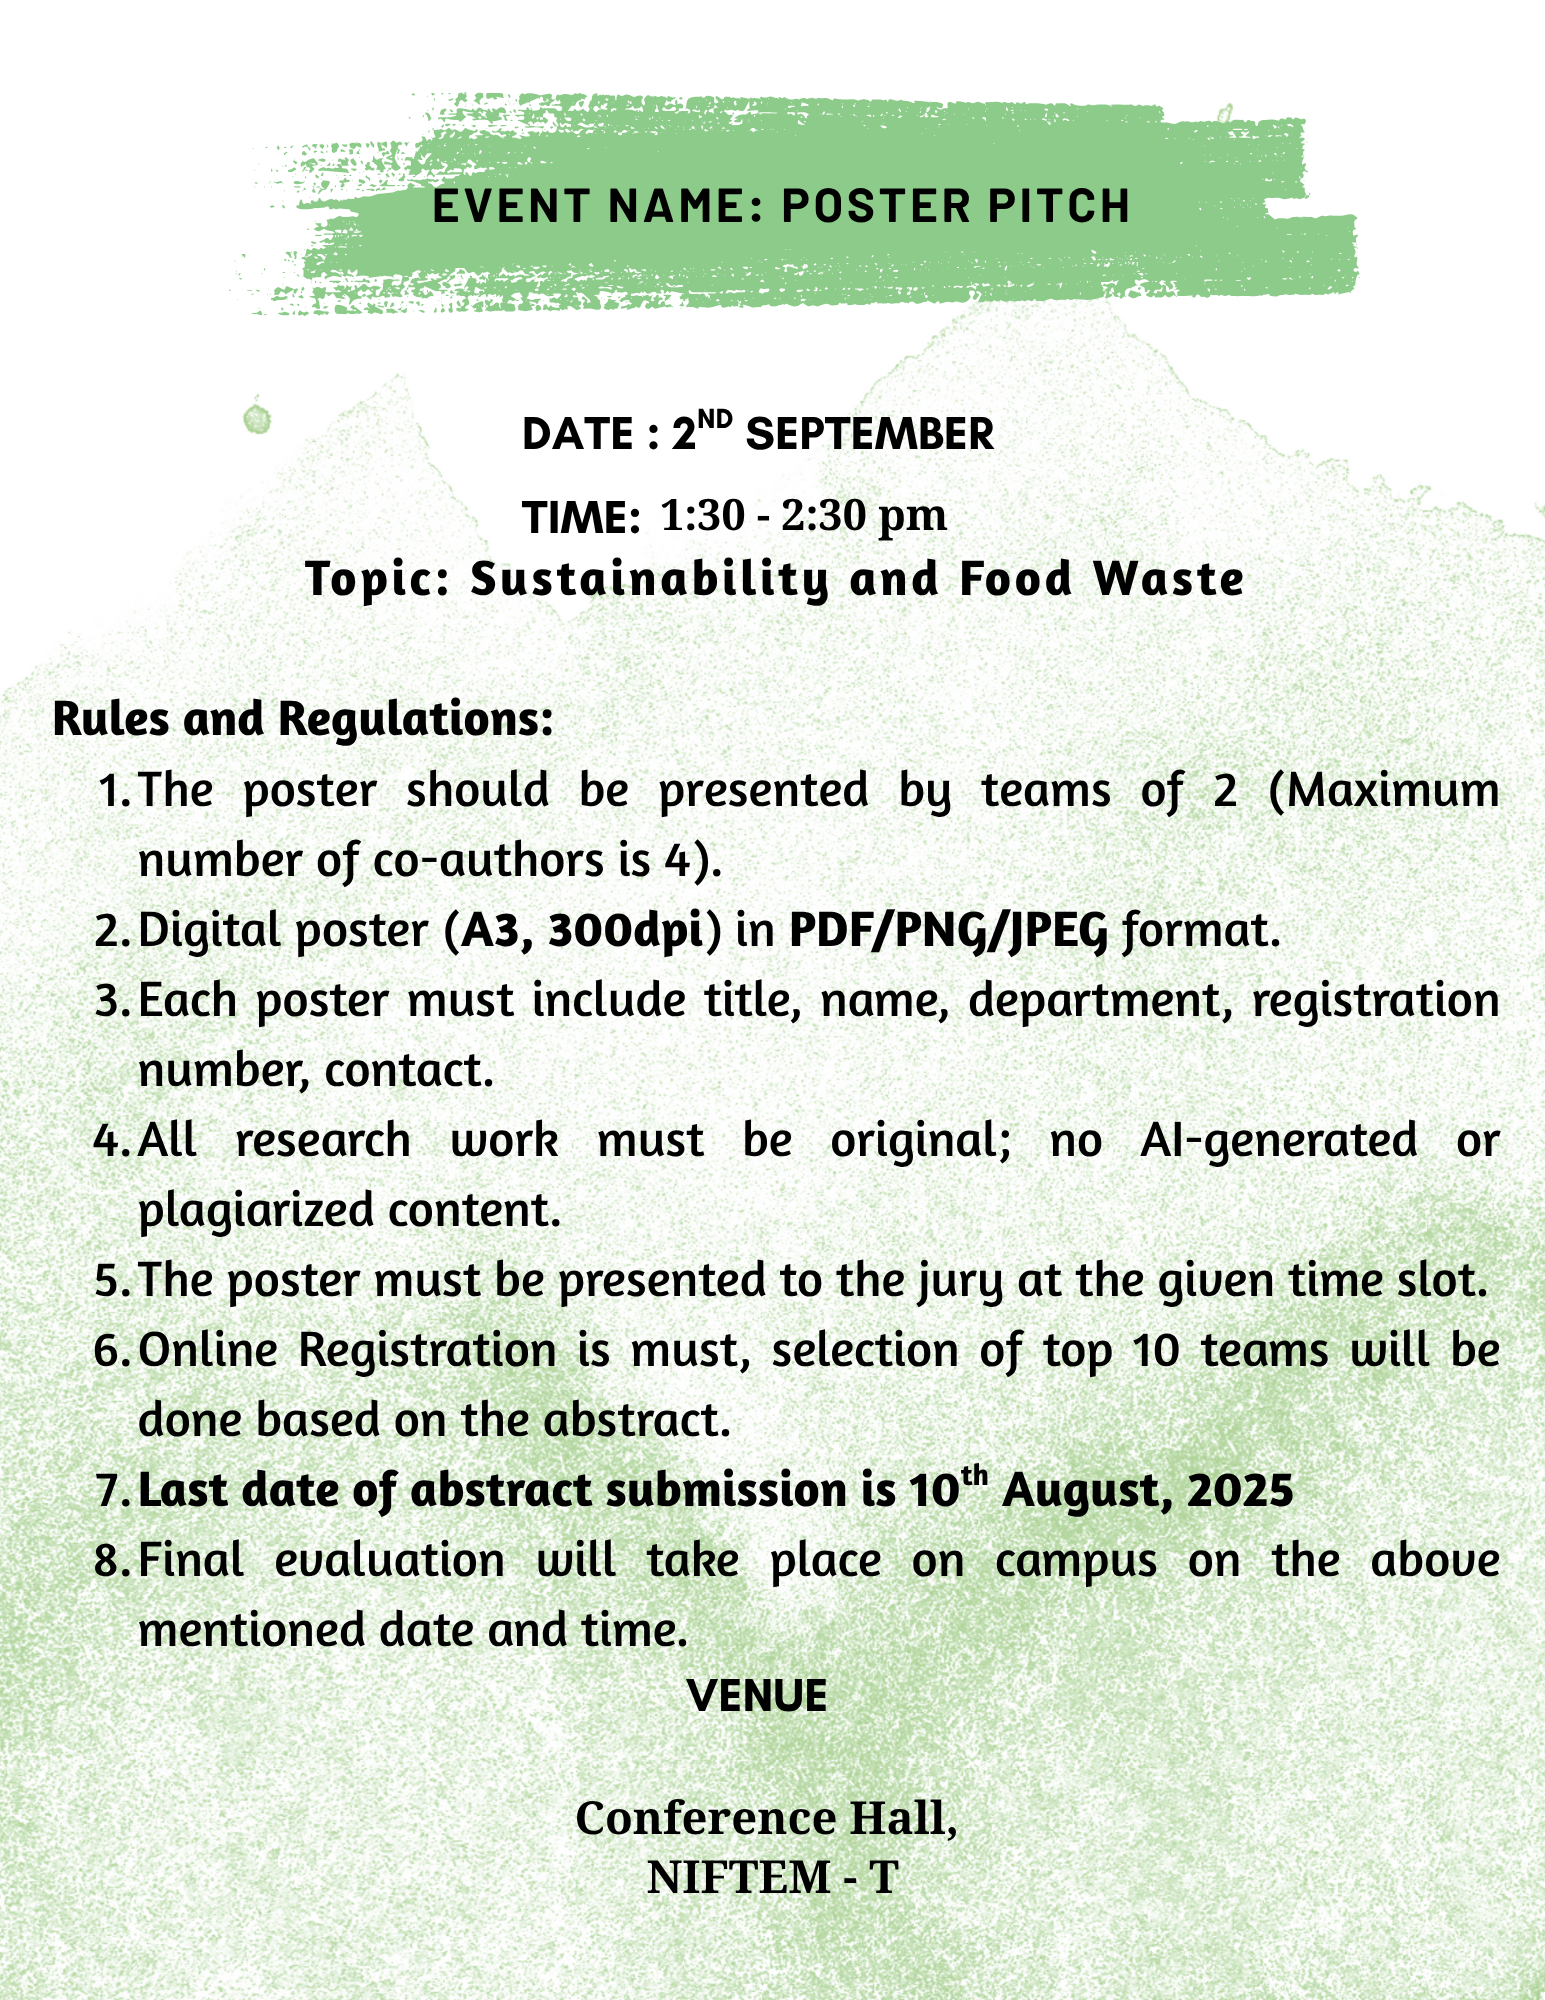 EVENT NAME: POSTER PITCH
DATE : 2ND SEPTEMBER
TIME: 1:30 - 2:30 pm
Topic: Sustainability and Food Waste
Rules and Regulations:
1. The poster should be presented by teams of 2 (Maximum
number of co-authors is 4).
2. Digital poster (A3, 300dpi) in PDF/PNG/JPEG format.
3. Each poster must include title, name, department, registration
number, contact.
4. All research work must be original; no AI-generated or
plagiarized content.
5. The poster must be presented to the jury at the given time slot.
6. Online Registration is must, selection of top 10 teams will be
done based on the abstract.
7. Last date of abstract submission is 10th August, 2025
8. Final evaluation will take place on campus on the above
mentioned date and time.
VENUE
Conference Hall,
NIFTEM - T